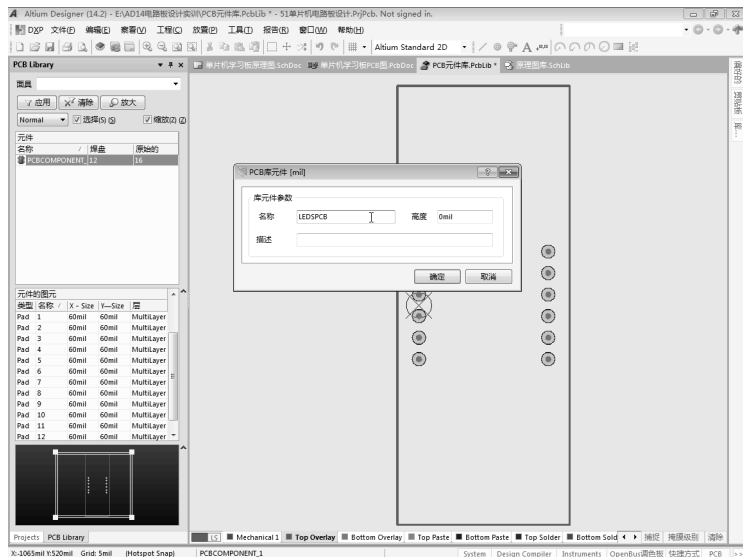 Altium Designer (14.2) - E:\AD14电路板设计实训\PCB元件库.PcbLib * - 51单片机电路板设计.PrjPcb. Not signed in.
DXP 文件(F) 编辑(E) 察看(V) 工程(C) 放置(P) 工具(T) 报告(R) 窗口(W) 帮助(H)
Altium Standard 2D
PCB Library
单片机学习板原理图.SchDoc 单片机学习板PCB图.PcbDoc PCB元件库.PcbLib * 原理图库.SchLib
面具
应用 清除 放大
Normal 选择(S) (S) 缩放(Z) (Z)
元件
名称 / 焊盘 原始的
PCBCOMPONENT_ 12 16
PCB库元件 [mil]
库元件参数
名称 LEDSPCB 高度 0mil
描述
确定 取消
元件的图元
类型 名称 / X - Size Y—Size 层
Pad 1 60mil 60mil MultiLayer
Pad 2 60mil 60mil MultiLayer
Pad 3 60mil 60mil MultiLayer
Pad 4 60mil 60mil MultiLayer
Pad 5 60mil 60mil MultiLayer
Pad 6 60mil 60mil MultiLayer
Pad 7 60mil 60mil MultiLayer
Pad 8 60mil 60mil MultiLayer
Pad 9 60mil 60mil MultiLayer
Pad 10 60mil 60mil MultiLayer
Pad 11 60mil 60mil MultiLayer
Pad 12 60mil 60mil MultiLayer
Projects PCB Library
LS Mechanical 1 Top Overlay Bottom Overlay Top Paste Bottom Paste Top Solder Bottom Sold 捕捉 掩膜级别 清除
X:-1065mil Y:520mil Grid: 5mil (Hotspot Snap) PCBCOMPONENT_1 System Design Compiler Instruments OpenBus调色板 快捷方式 PCB >>